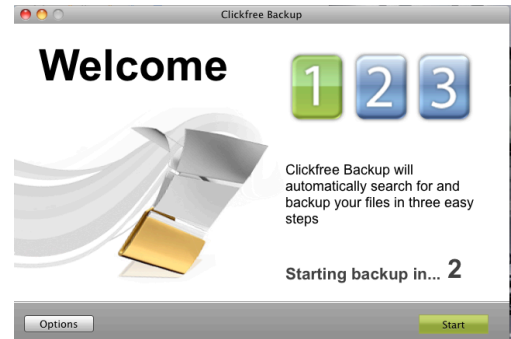 Clickfree Backup
Welcome
1 2 3
Clickfree Backup will
automatically search for and
backup your files in three easy
steps
Starting backup in... 2
Options
Start